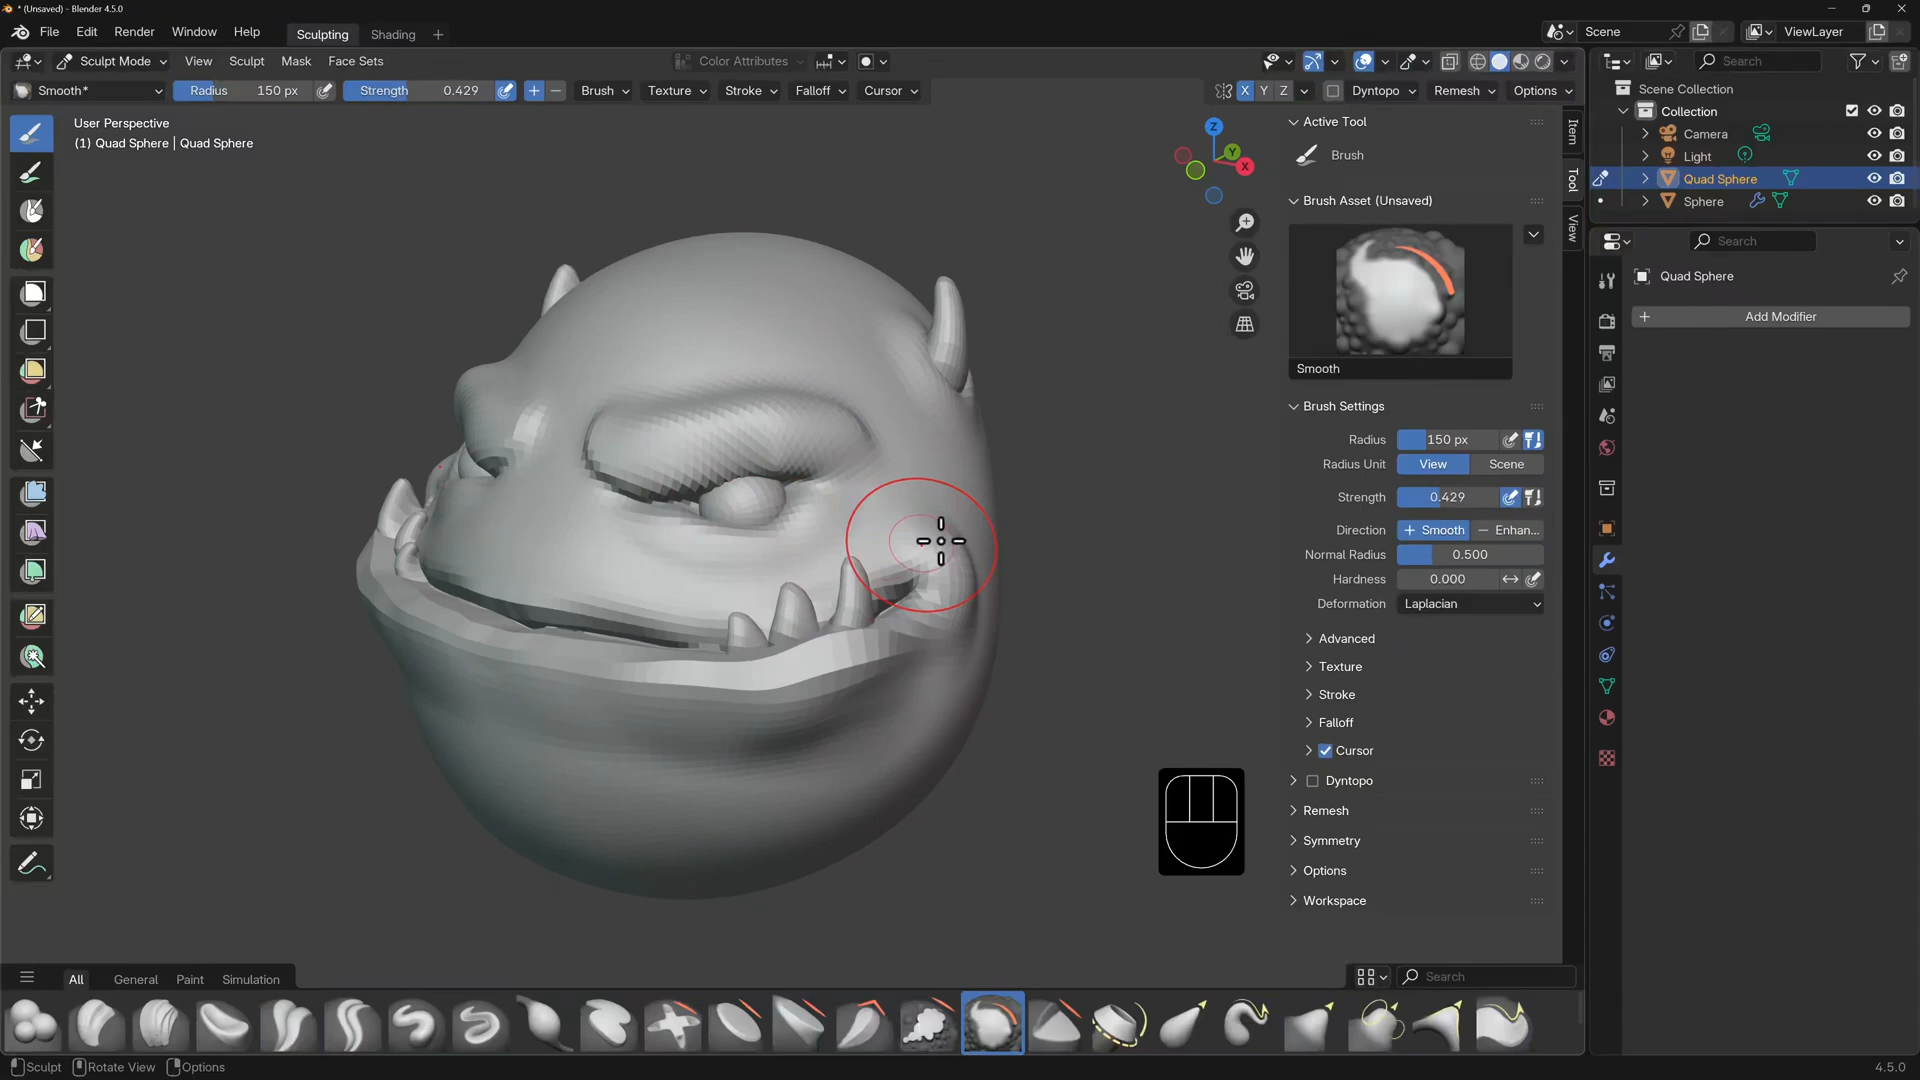 * (Unsaved) - Blender 4.5.0
File Edit Render Window Help Sculpting Shading +
Scene ViewLayer
Sculpt Mode View Sculpt Mask Face Sets Color Attributes
Search
Smooth* Radius 150 px Strength 0.429 Brush Texture Stroke Falloff Cursor X Y Z Dyntopo Remesh Options
Scene Collection
Collection
Camera
Light
Quad Sphere
Sphere
User Perspective
(1) Quad Sphere | Quad Sphere
Z
Y
X
Item
Tool
View
Active Tool
Brush
Brush Asset (Unsaved)
Smooth
Brush Settings
Radius 150 px
Radius Unit View Scene
Strength 0.429
Direction + Smooth − Enhan...
Normal Radius 0.500
Hardness 0.000
Deformation Laplacian
Advanced
Texture
Stroke
Falloff
Cursor
Dyntopo
Remesh
Symmetry
Options
Workspace
Search
Quad Sphere
+ Add Modifier
All General Paint Simulation Search
Sculpt Rotate View Options 4.5.0